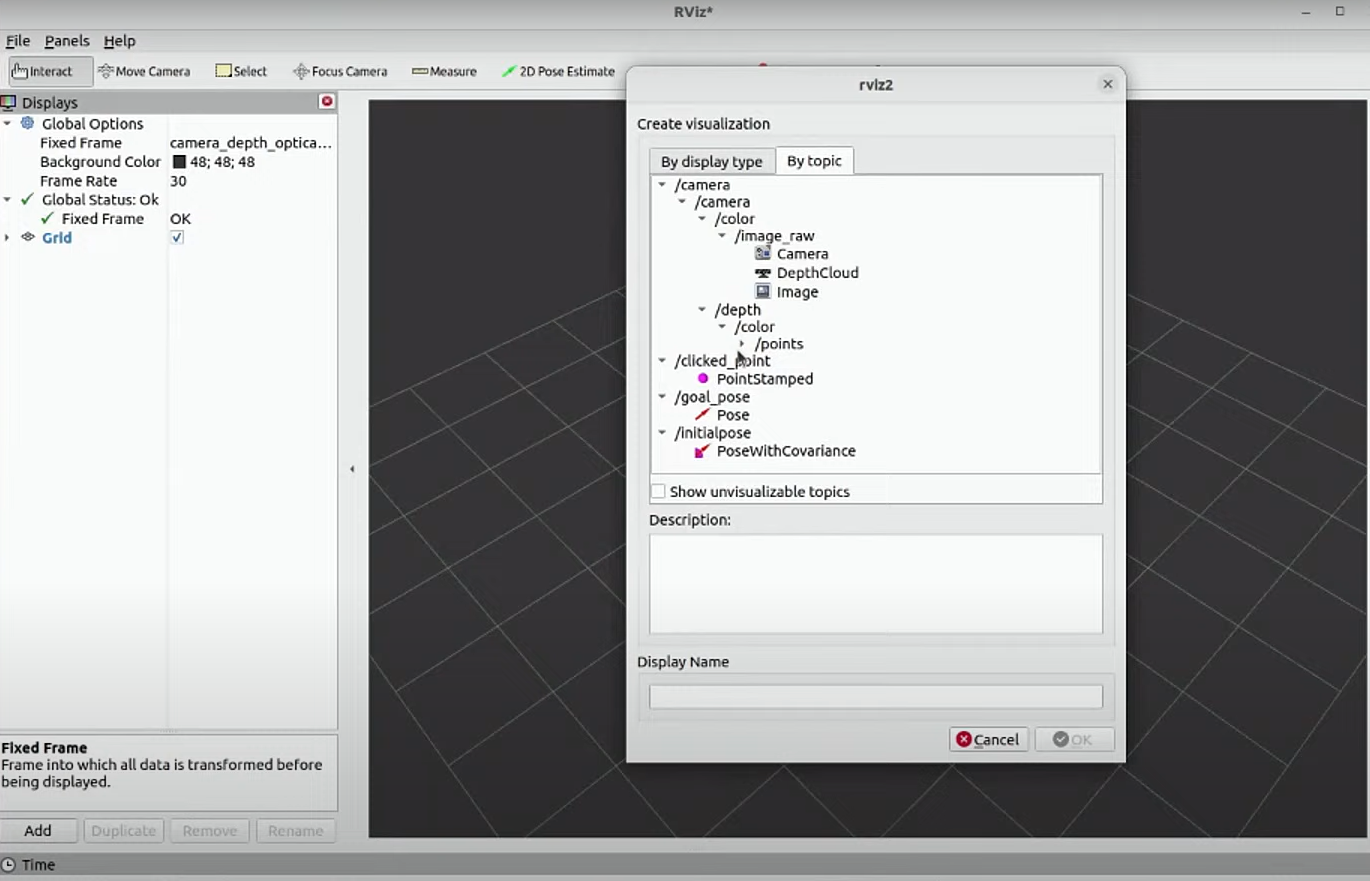 RViz*
File Panels Help
Interact Move Camera Select Focus Camera Measure 2D Pose Estimate
Displays
Global Options
Fixed Frame camera_depth_optica...
Background Color 48; 48; 48
Frame Rate 30
Global Status: Ok
Fixed Frame OK
Grid
Fixed Frame
Frame into which all data is transformed before
being displayed.
Add Duplicate Remove Rename
Time
rviz2
Create visualization
By display type By topic
/camera
/camera
/color
/image_raw
Camera
DepthCloud
Image
/depth
/color
/points
/clicked_point
PointStamped
/goal_pose
Pose
/initialpose
PoseWithCovariance
Show unvisualizable topics
Description:
Display Name
Cancel OK